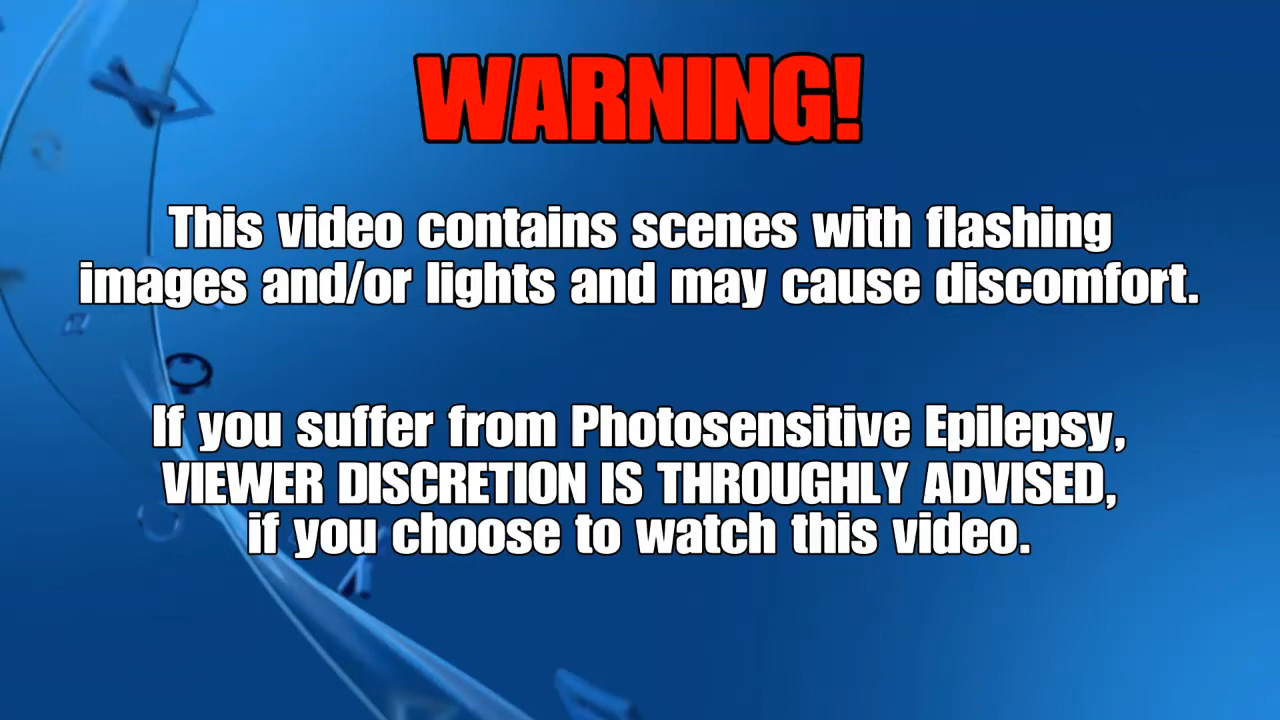 WARNING!
This video contains scenes with flashing
images and/or lights and may cause discomfort.
If you suffer from Photosensitive Epilepsy,
VIEWER DISCRETION IS THROUGHLY ADVISED,
if you choose to watch this video.